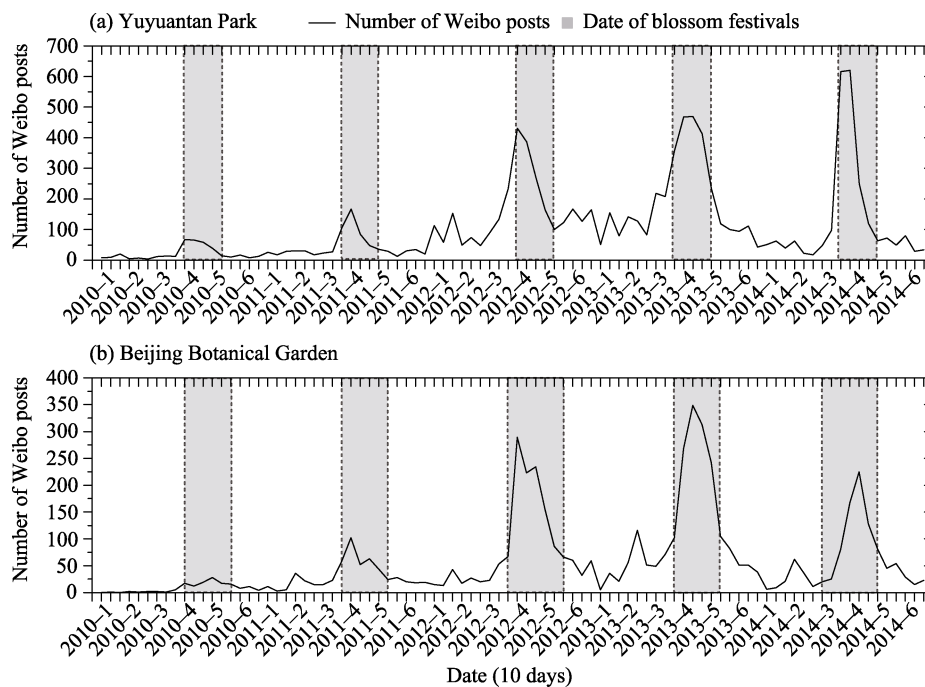 (a) Yuyuantan Park — Number of Weibo posts Date of blossom festivals
Number of Weibo posts
700
600
500
400
300
200
100
0
2010–1 2010–2 2010–3 2010–4 2010–5 2010–6 2011–1 2011–2 2011–3 2011–4 2011–5 2011–6 2012–1 2012–2 2012–3 2012–4 2012–5 2012–6 2013–1 2013–2 2013–3 2013–4 2013–5 2013–6 2014–1 2014–2 2014–3 2014–4 2014–5 2014–6
(b) Beijing Botanical Garden
Number of Weibo posts
400
350
300
250
200
150
100
50
0
2010–1 2010–2 2010–3 2010–4 2010–5 2010–6 2011–1 2011–2 2011–3 2011–4 2011–5 2011–6 2012–1 2012–2 2012–3 2012–4 2012–5 2012–6 2013–1 2013–2 2013–3 2013–4 2013–5 2013–6 2014–1 2014–2 2014–3 2014–4 2014–5 2014–6
Date (10 days)